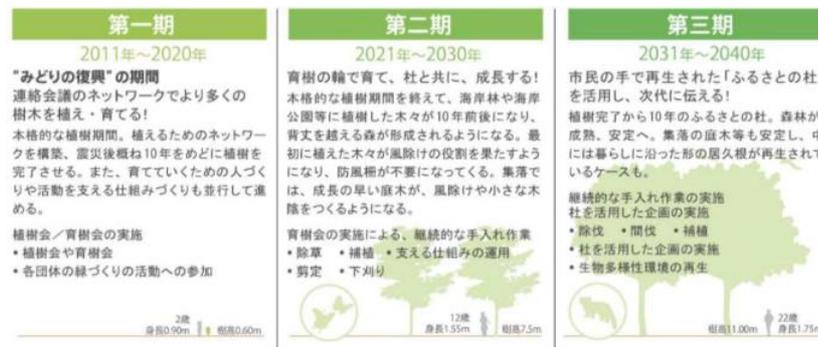 第一期
2011年〜2020年
"みどりの復興"の期間
連絡会議のネットワークでより多くの
樹木を植え・育てる!
本格的な植樹期間。植えるためのネットワー
クを構築、震災後概ね10年をめどに植樹を
完了させる。また、育てていくための人づく
りや活動を支える仕組みづくりも並行して進
める。
植樹会/育樹会の実施
・植樹会や育樹会
・各団体の緑づくりの活動への参加
2歳
身長0.90m
樹高0.60m
第二期
2021年〜2030年
育樹の輪で育て、杜と共に、成長する!
本格的な植樹期間を終えて、海岸林や海岸
公園等に植樹した木々が10年前後になり、
背丈を越える森が形成されるようになる。最
初に植えた木々が風除けの役割を果たすよう
になり、防風柵が不要になってくる。集落で
は、成長の早い庭木が、風除けや小さな木
陰をつくるようになる。
育樹会の実施による、継続的な手入れ作業
・除草 ・補植 ・支える仕組みの運用
・剪定 ・下刈り
12歳
身長1.55m
樹高7.5m
第三期
2031年〜2040年
市民の手で再生された「ふるさとの杜
を活用し、次代に伝える!
植樹完了から10年のふるさとの杜。森林が
成熟、安定へ。集落の庭木等も安定し、中
には暮らしに沿った形の居久根が再生されて
いるケースも。
継続的な手入れ作業の実施
杜を活用した企画の実施
・除伐 ・間伐 ・補植
・杜を活用した企画の実施
・生物多様性環境の再生
樹高11.00m
22歳
身長1.75m